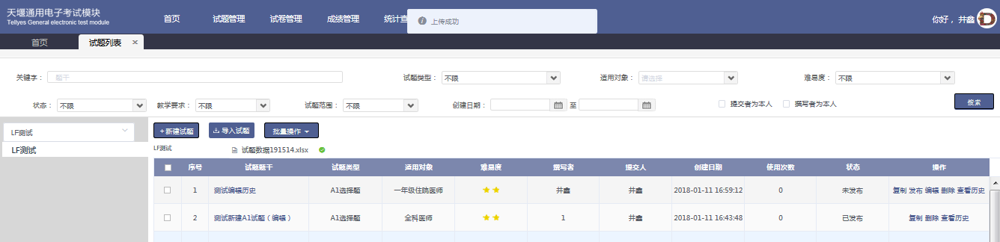 天堰通用电子考试模块
Tellyes General electronic test module
首页 试题管理 试卷管理 成绩管理 统计查
上传成功
你好，井鑫
首页 试题列表
关键字： 题干 试题类型： 不限 适用对象： 请选择 难易度： 不限
状态： 不限 教学要求： 不限 试题范围： 不限 创建日期： 至 提交者为本人 撰写者为本人 搜索
LF测试 +新建试题 导入试题 批量操作
LF测试
LF测试 试题数据191514.xlsx
序号 试题题干 试题类型 适用对象 难易度 撰写者 提交人 创建日期 使用次数 状态 操作
1 测试编辑历史 A1选择题 一年级住院医师 井鑫 井鑫 2018-01-11 16:59:12 0 未发布 复制 发布 编辑 删除 查看历史
2 测试新建A1试题（编辑） A1选择题 全科医师 1 井鑫 2018-01-11 16:43:48 0 已发布 复制 删除 查看历史